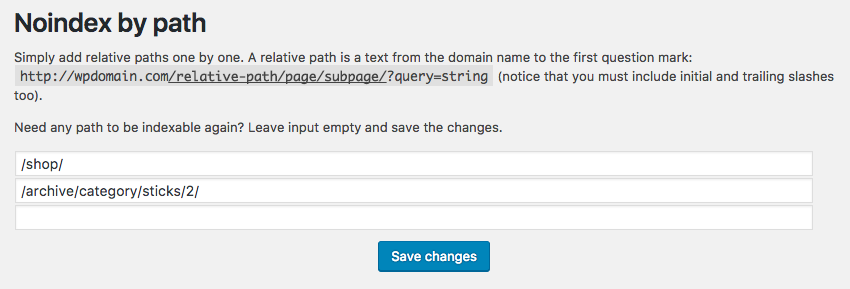 Noindex by path
Simply add relative paths one by one. A relative path is a text from the domain name to the first question mark:
http://wpdomain.com/relative-path/page/subpage/?query=string (notice that you must include initial and trailing slashes
too).
Need any path to be indexable again? Leave input empty and save the changes.
/shop/
/archive/category/sticks/2/
Save changes